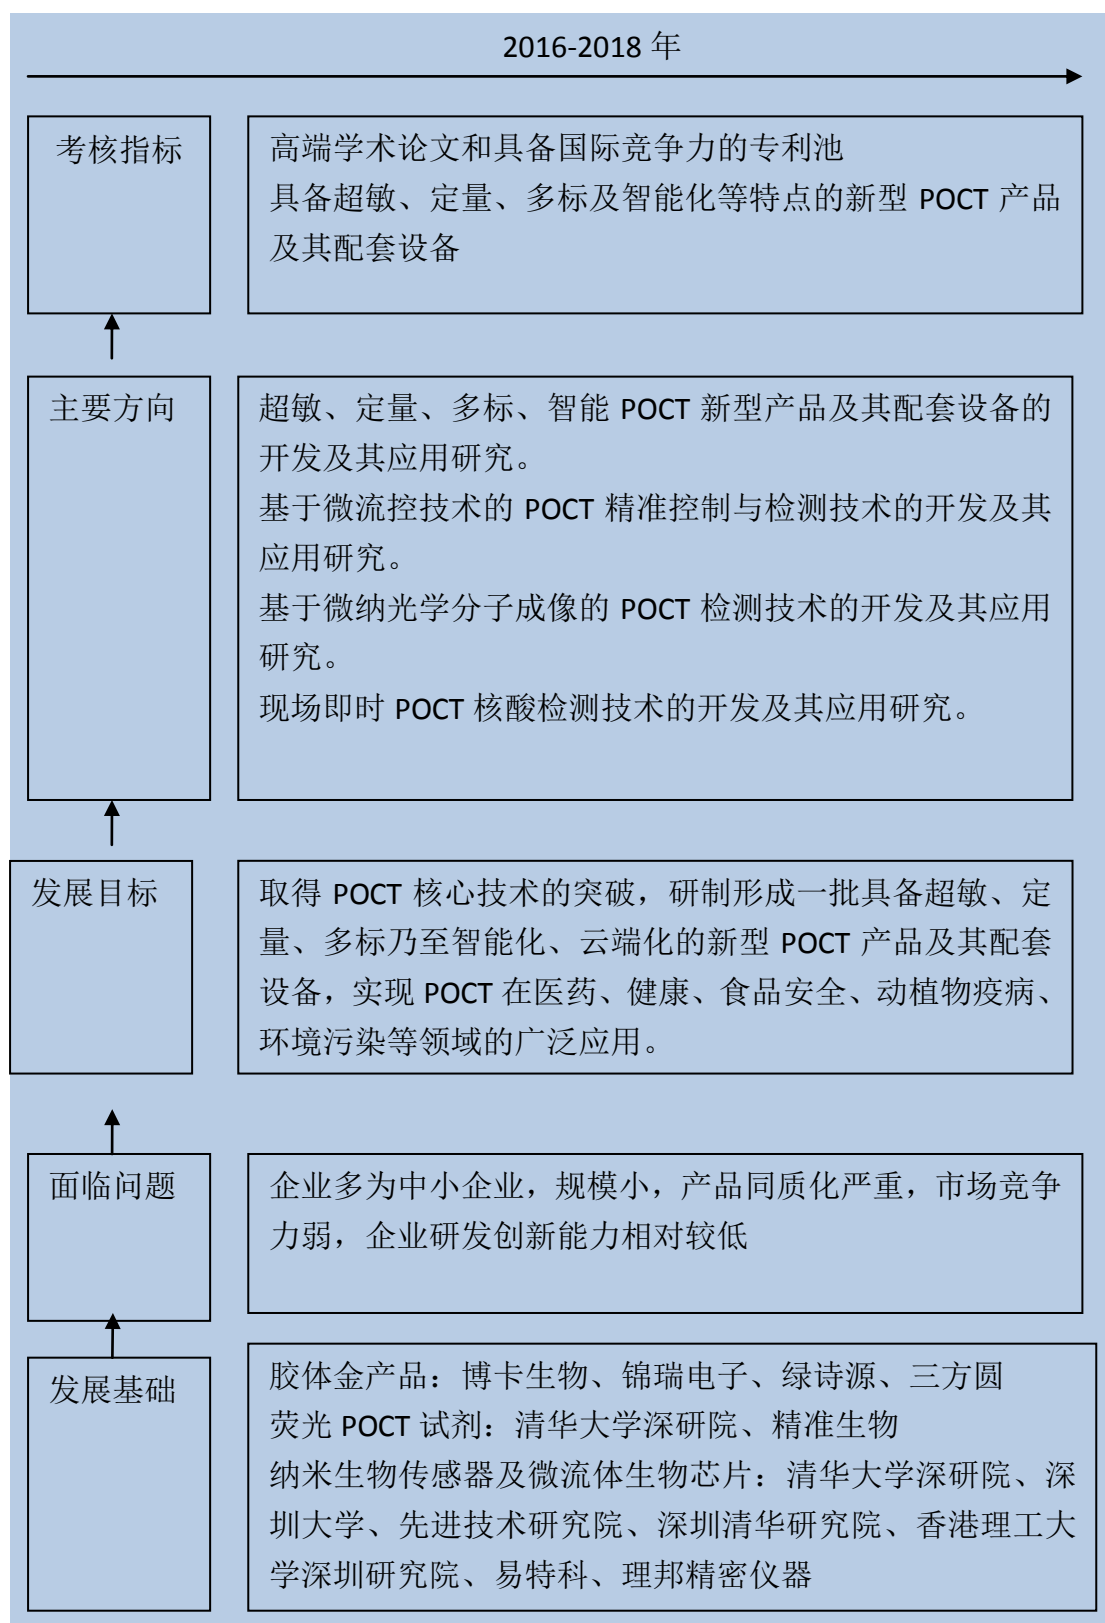 2016-2018 年
考核指标
高端学术论文和具备国际竞争力的专利池
具备超敏、定量、多标及智能化等特点的新型 POCT 产品
及其配套设备
主要方向
超敏、定量、多标、智能 POCT 新型产品及其配套设备的
开发及其应用研究。
基于微流控技术的 POCT 精准控制与检测技术的开发及其
应用研究。
基于微纳光学分子成像的 POCT 检测技术的开发及其应用
研究。
现场即时 POCT 核酸检测技术的开发及其应用研究。
发展目标
取得 POCT 核心技术的突破，研制形成一批具备超敏、定
量、多标乃至智能化、云端化的新型 POCT 产品及其配套
设备，实现 POCT 在医药、健康、食品安全、动植物疫病、
环境污染等领域的广泛应用。
面临问题
企业多为中小企业，规模小，产品同质化严重，市场竞争
力弱，企业研发创新能力相对较低
发展基础
胶体金产品：博卡生物、锦瑞电子、绿诗源、三方圆
荧光 POCT 试剂：清华大学深研院、精准生物
纳米生物传感器及微流体生物芯片：清华大学深研院、深
圳大学、先进技术研究院、深圳清华研究院、香港理工大
学深圳研究院、易特科、理邦精密仪器